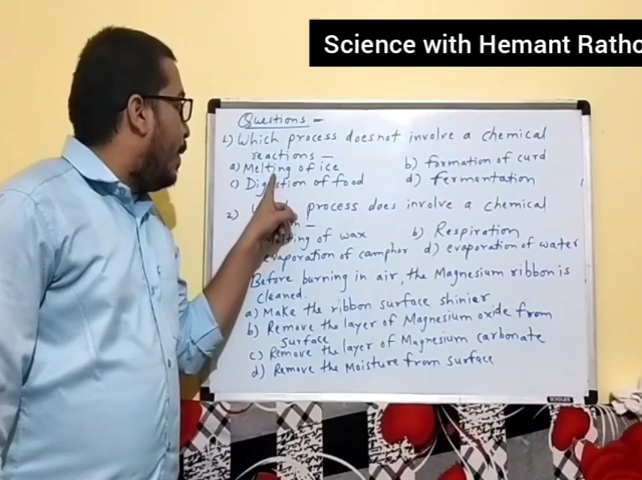 Science with Hemant Ratho
Questions -
1) Which process does not involve a chemical
reactions -
a) Melting of ice b) formation of curd
c) Digestion of food d) fermentation
2) process does involve a chemical
of wax b) Respiration
evaporation of camphor d) evaporation of water
Before burning in air, the Magnesium ribbon is
cleaned.
a) Make the ribbon surface shinier
b) Remove the layer of Magnesium oxide from
surface
c) Remove the layer of Magnesium carbonate
d) Remove the Moisture from surface